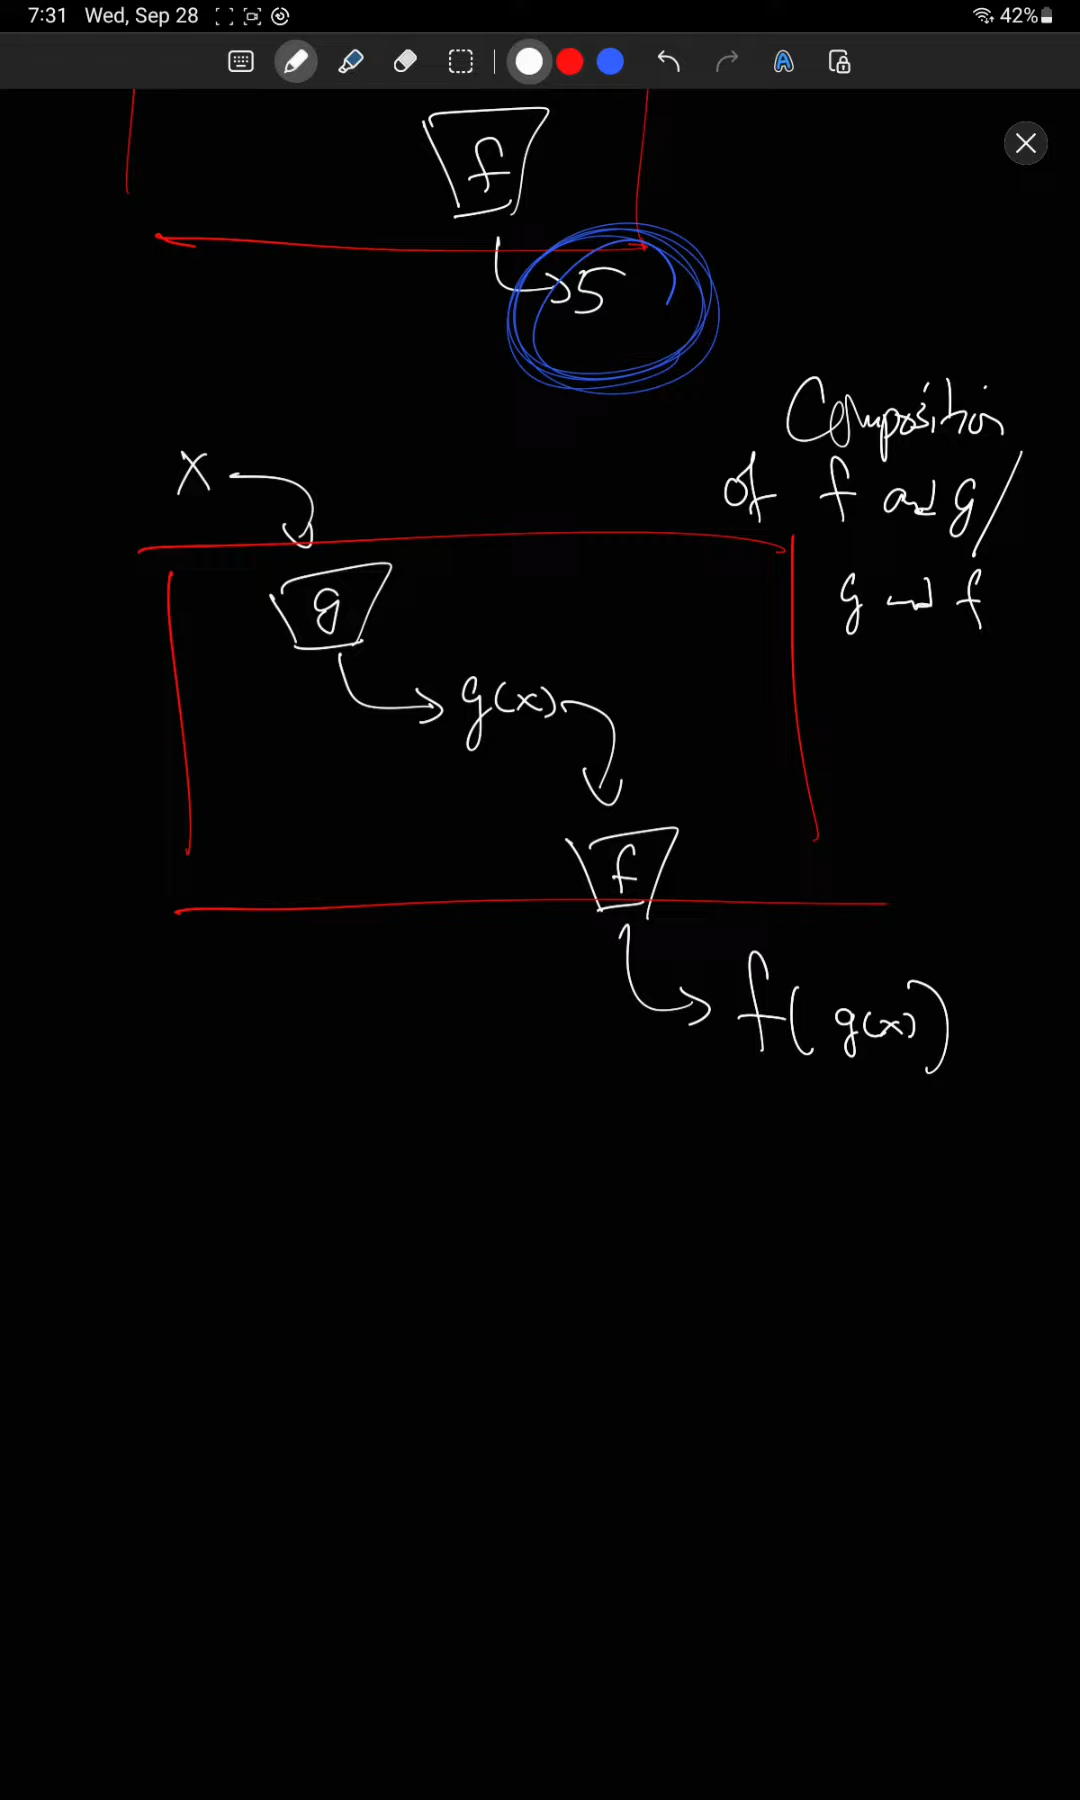 7:31 Wed, Sep 28 42%
f
5
Composition
of f and g/
g and f
x
g
g(x)
f
f(g(x))